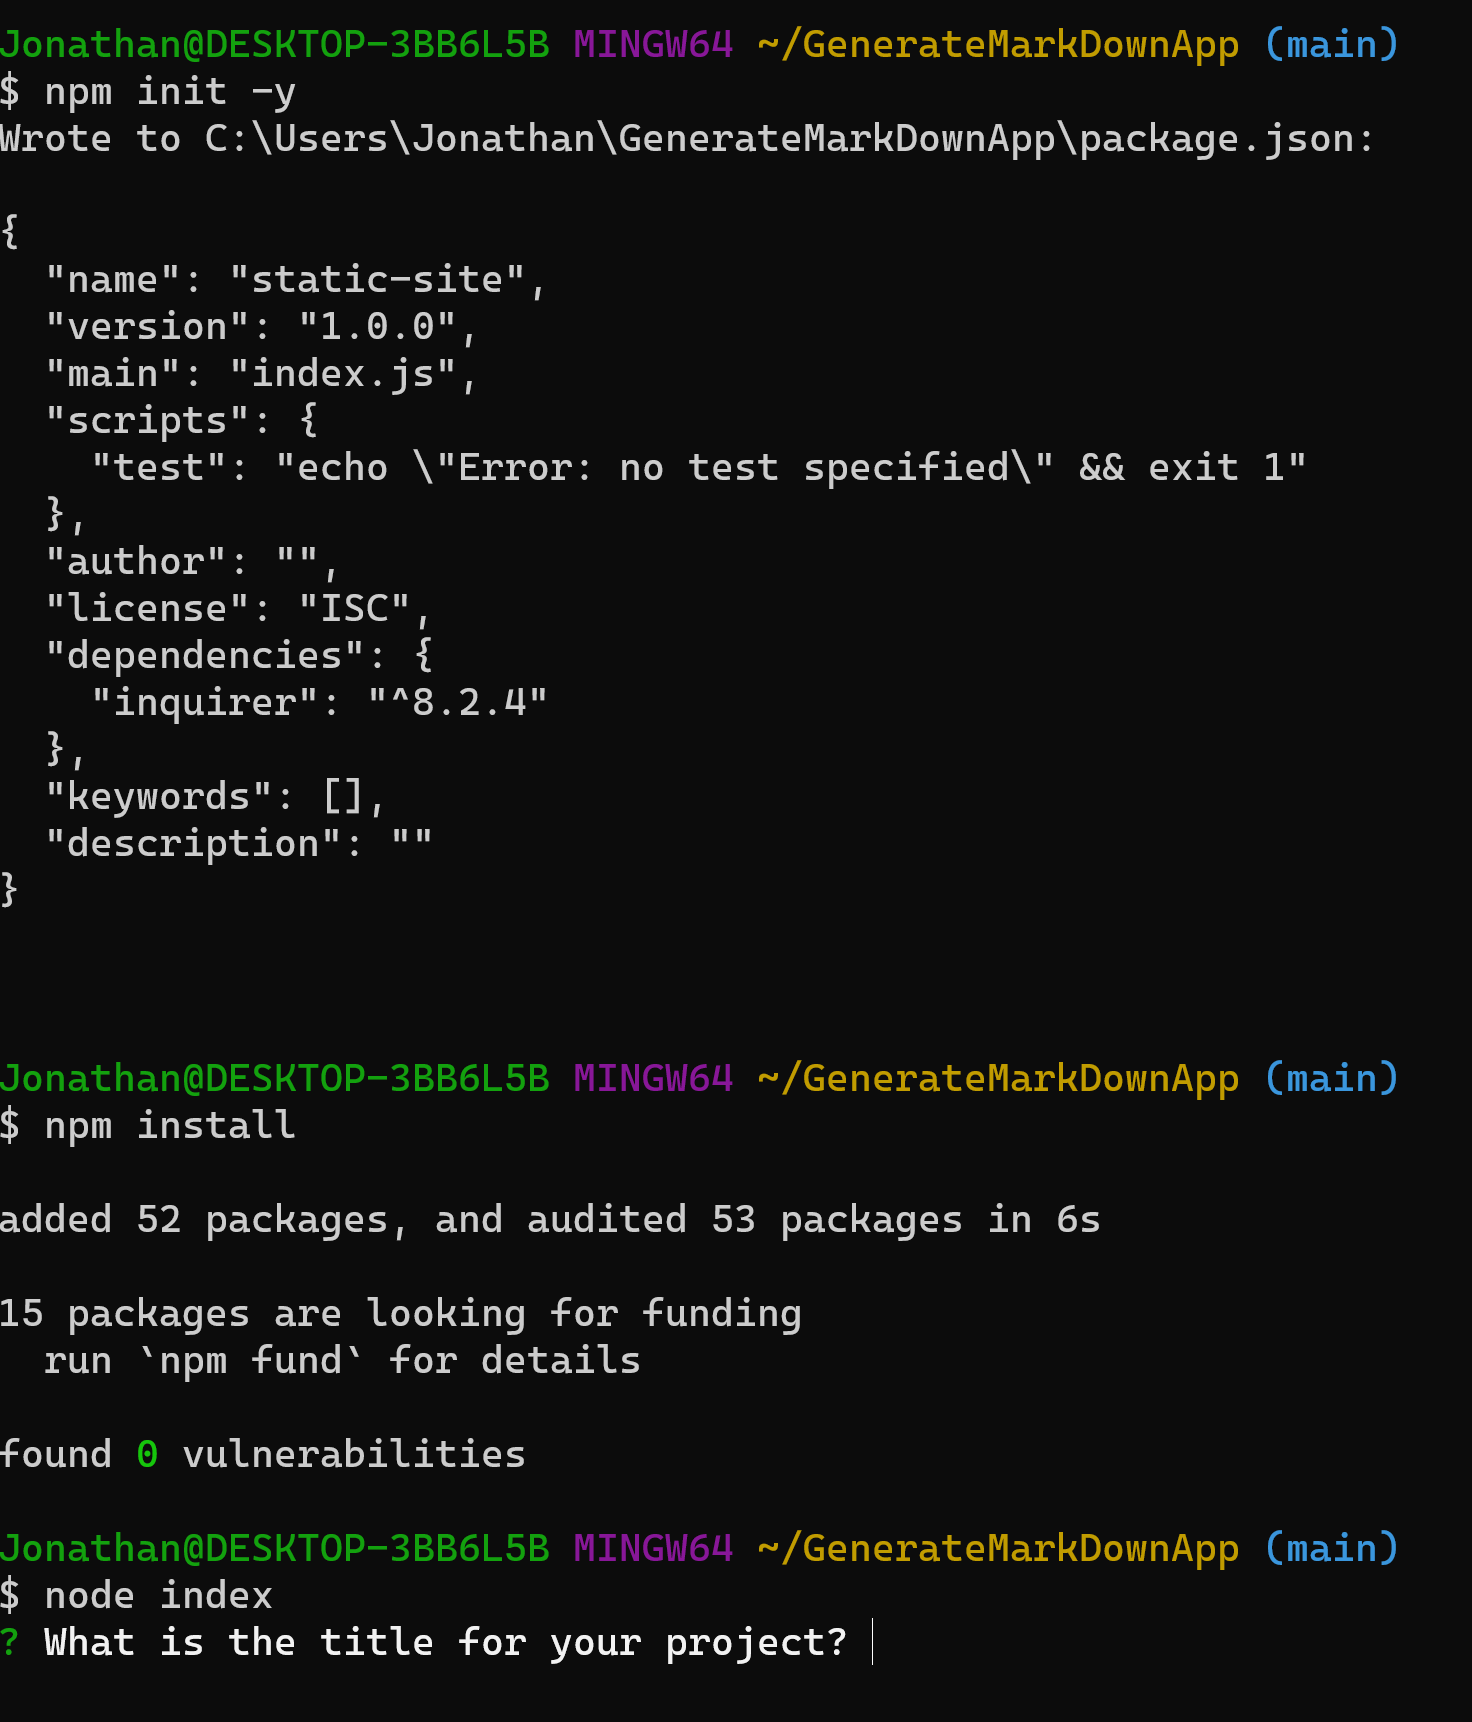 Jonathan@DESKTOP-3BB6L5B MINGW64 ~/GenerateMarkDownApp (main)
$ npm init -y
Wrote to C:\Users\Jonathan\GenerateMarkDownApp\package.json:

{
  "name": "static-site",
  "version": "1.0.0",
  "main": "index.js",
  "scripts": {
    "test": "echo \"Error: no test specified\" && exit 1"
  },
  "author": "",
  "license": "ISC",
  "dependencies": {
    "inquirer": "^8.2.4"
  },
  "keywords": [],
  "description": ""
}

Jonathan@DESKTOP-3BB6L5B MINGW64 ~/GenerateMarkDownApp (main)
$ npm install

added 52 packages, and audited 53 packages in 6s

15 packages are looking for funding
  run `npm fund` for details

found 0 vulnerabilities

Jonathan@DESKTOP-3BB6L5B MINGW64 ~/GenerateMarkDownApp (main)
$ node index
? What is the title for your project?